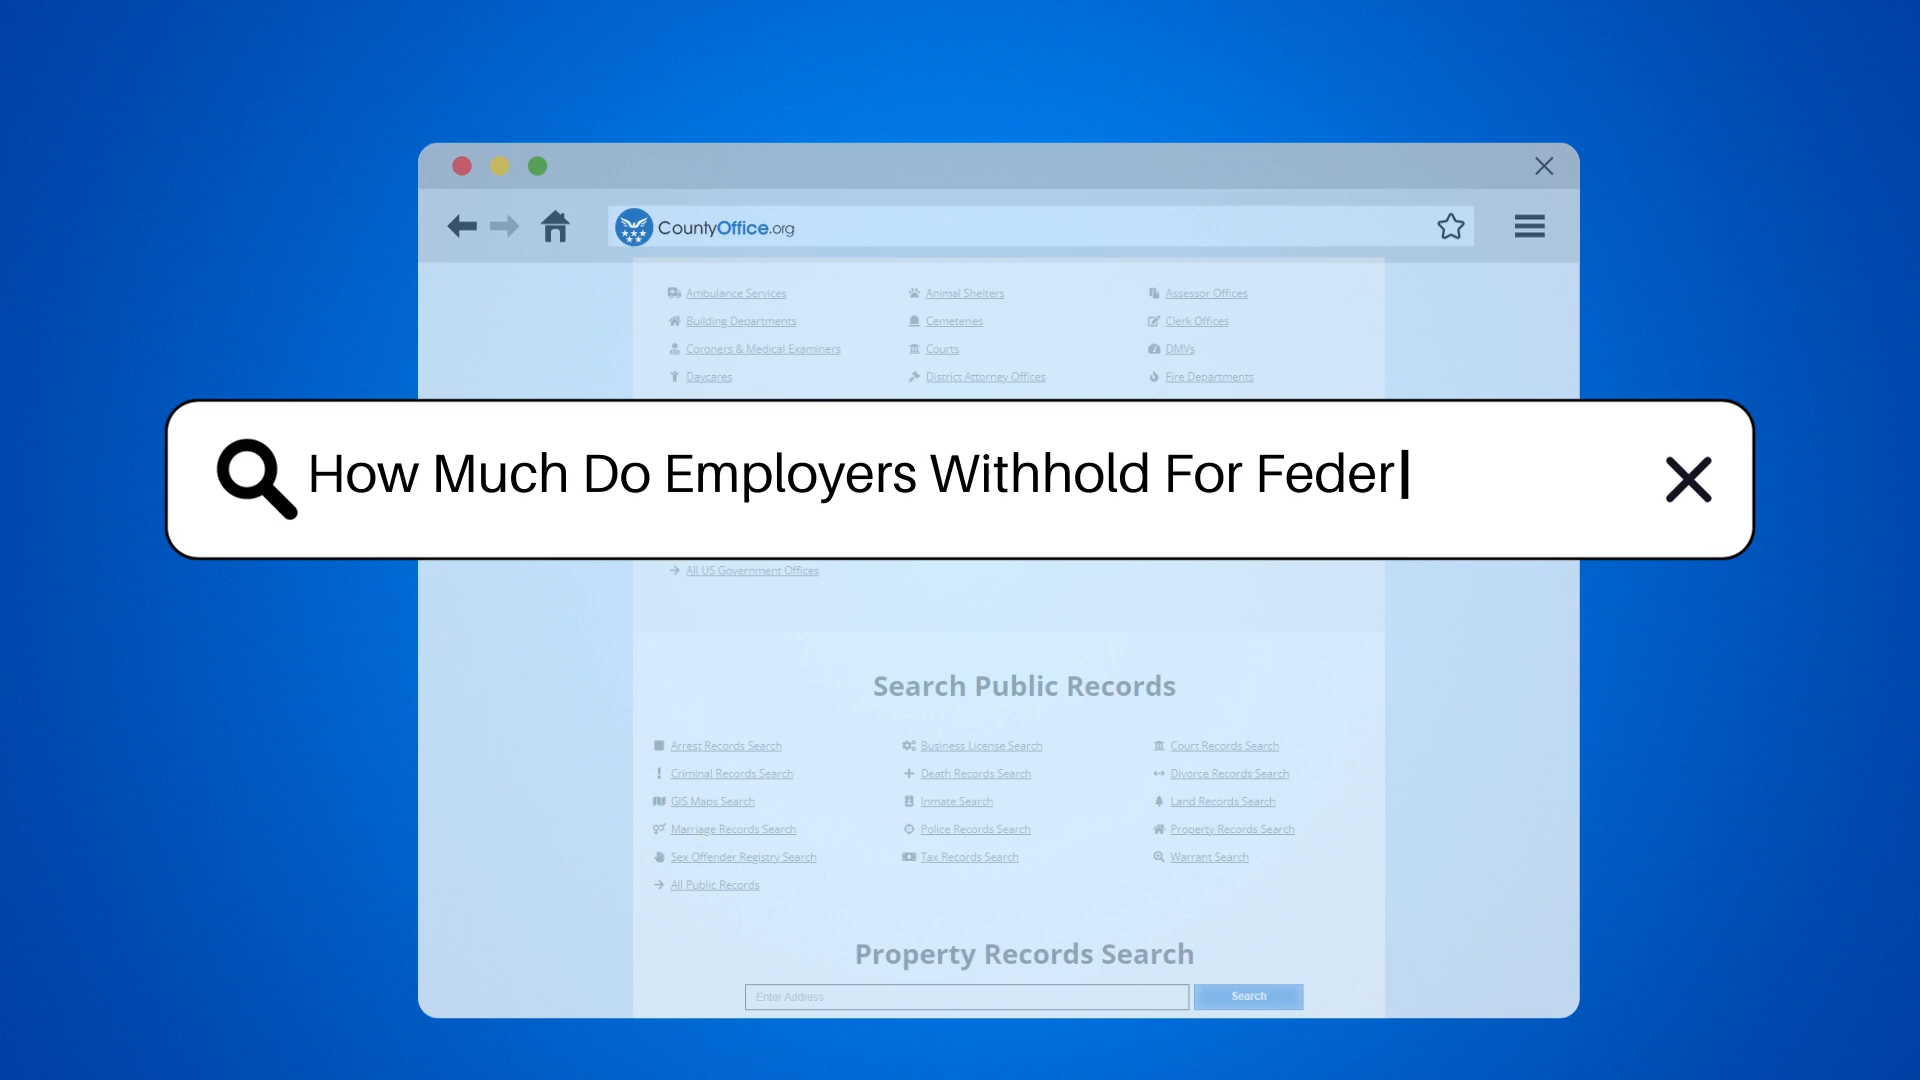 CountyOffice.org
Ambulance Services Animal Shelters Assessor Offices
Building Departments Cemeteries Clerk Offices
Coroners & Medical Examiners Courts DMVs
Daycares District Attorney Offices Fire Departments
How Much Do Employers Withhold For Feder
All US Government Offices
Search Public Records
Arrest Records Search Business License Search Court Records Search
Criminal Records Search Death Records Search Divorce Records Search
GIS Maps Search Inmate Search Land Records Search
Marriage Records Search Police Records Search Property Records Search
Sex Offender Registry Search Tax Records Search Warrant Search
All Public Records
Property Records Search
Enter Address Search